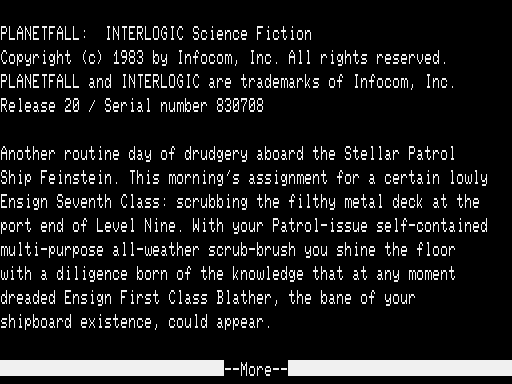 PLANETFALL:  INTERLOGIC Science Fiction
Copyright (c) 1983 by Infocom, Inc. All rights reserved.
PLANETFALL and INTERLOGIC are trademarks of Infocom, Inc.
Release 20 / Serial number 830708
Another routine day of drudgery aboard the Stellar Patrol
Ship Feinstein. This morning's assignment for a certain lowly
Ensign Seventh Class: scrubbing the filthy metal deck at the
port end of Level Nine. With your Patrol-issue self-contained
multi-purpose all-weather scrub-brush you shine the floor
with a diligence born of the knowledge that at any moment
dreaded Ensign First Class Blather, the bane of your
shipboard existence, could appear.
--More--